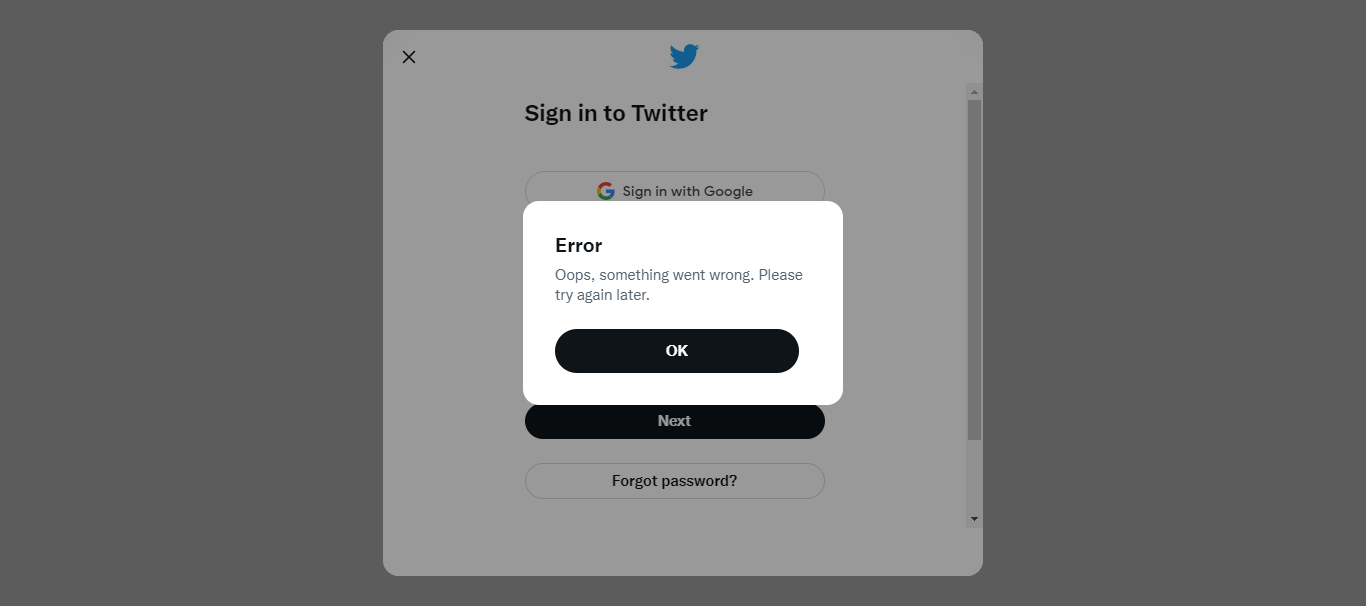 Sign in to Twitter
Sign in with Google
Error
Oops, something went wrong. Please
try again later.
OK
Next
Forgot password?